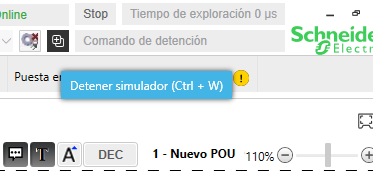 Online Stop Tiempo de exploración 0 µs
Comando de detención
Schneide
Electr
Puesta en
Detener simulador (Ctrl + W)
T A DEC 1 - Nuevo POU 110%